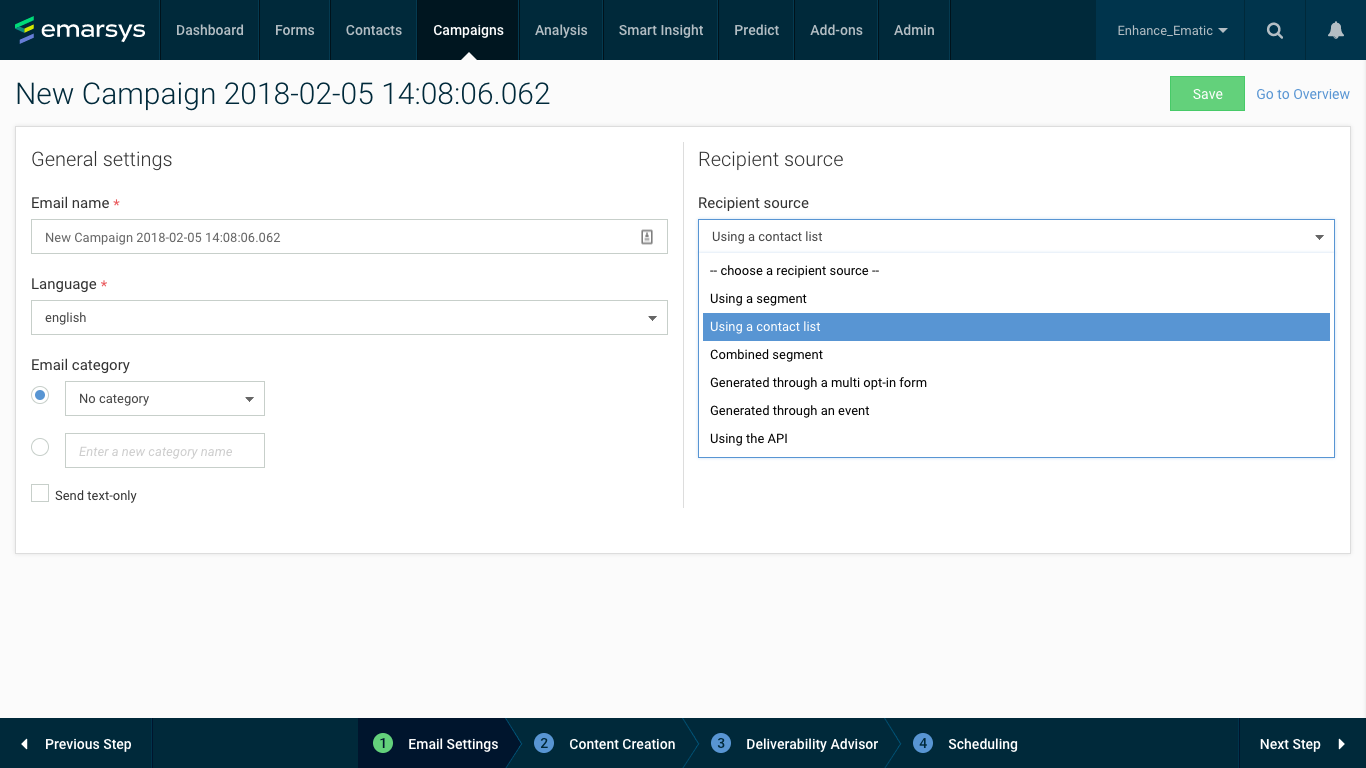 emarsys
Dashboard
Forms
Contacts
Campaigns
Analysis
Smart Insight
Predict
Add-ons
Admin
Enhance_Ematic
New Campaign 2018-02-05 14:08:06.062
Save
Go to Overview
General settings
Email name *
New Campaign 2018-02-05 14:08:06.062
Language *
english
Email category
No category
Enter a new category name
Send text-only
Recipient source
Recipient source
Using a contact list
-- choose a recipient source --
Using a segment
Using a contact list
Combined segment
Generated through a multi opt-in form
Generated through an event
Using the API
Previous Step
1 Email Settings
2 Content Creation
3 Deliverability Advisor
4 Scheduling
Next Step